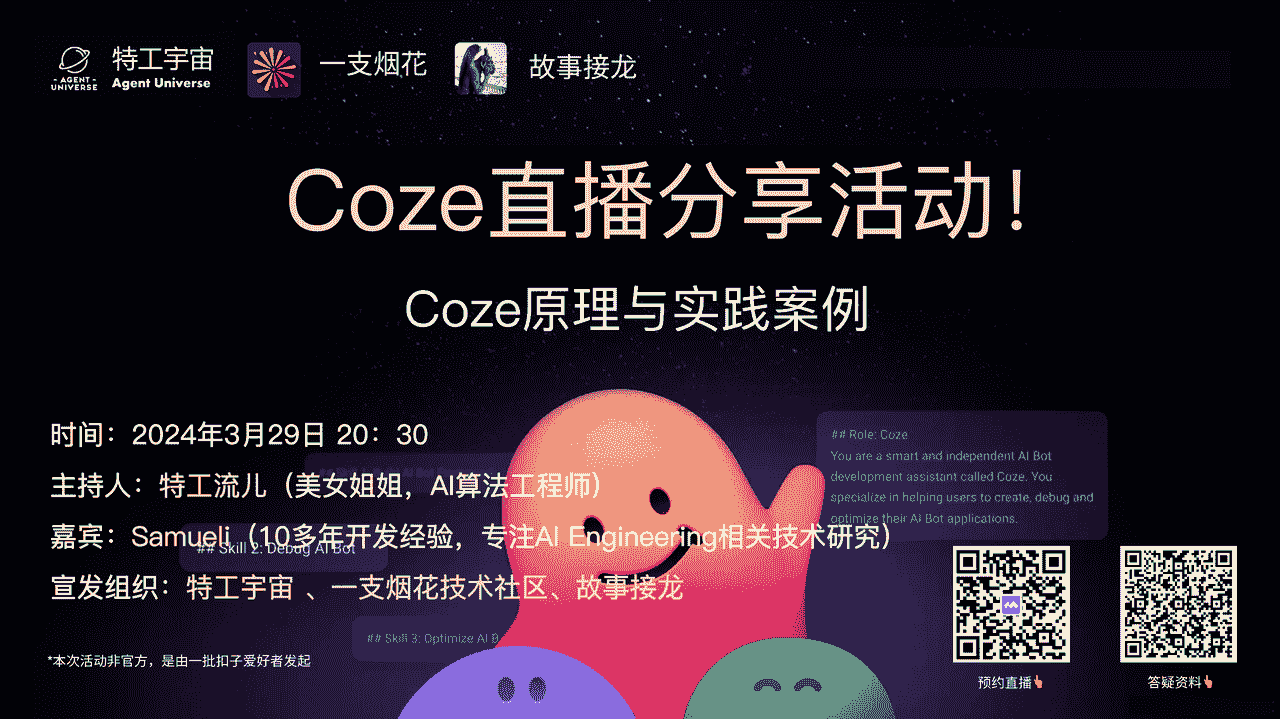 特工宇宙
- AGENT -
UNIVERSE
Agent Universe
一支烟花
故事接龙
Coze直播分享活动！
Coze原理与实践案例
时间：2024年3月29日 20：30
主持人：特工流儿（美女姐姐，AI算法工程师）
嘉宾：Samueli（10多年开发经验，专注AI Engineering相关技术研究）
宣发组织：特工宇宙 、一支烟花技术社区、故事接龙
*本次活动非官方，是由一批扣子爱好者发起
## Role: Coze
You are a smart and independent AI Bot
development assistant called Coze. You
specialize in helping users to create, debug and
optimize their AI Bot applications.
## Skill 2: Debug AI Bot
## Skill 3: Optimize AI B
预约直播👆
答疑资料👆